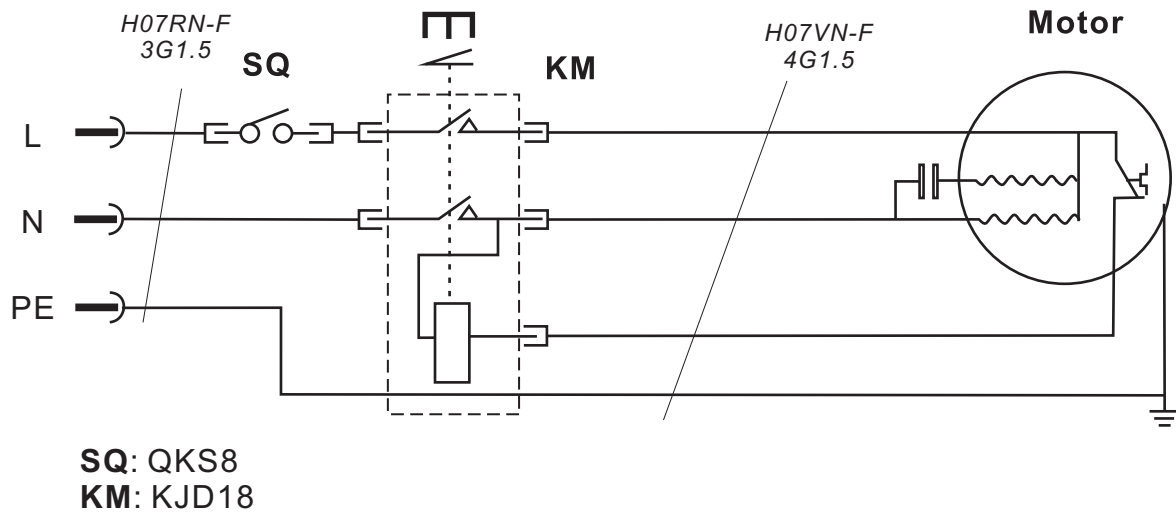 H07RN-F
3G1.5
SQ
KM
H07VN-F
4G1.5
Motor
L
N
PE
SQ: QKS8
KM: KJD18